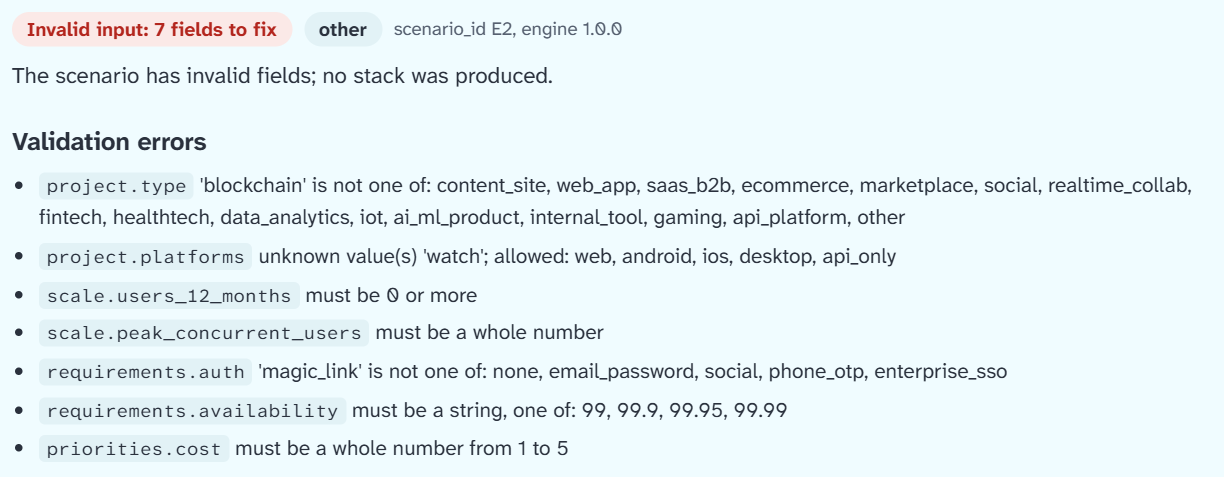 Invalid input: 7 fields to fix other scenario_id E2, engine 1.0.0
The scenario has invalid fields; no stack was produced.
Validation errors
project.type 'blockchain' is not one of: content_site, web_app, saas_b2b, ecommerce, marketplace, social, realtime_collab,
fintech, healthtech, data_analytics, iot, ai_ml_product, internal_tool, gaming, api_platform, other
project.platforms unknown value(s) 'watch'; allowed: web, android, ios, desktop, api_only
scale.users_12_months must be 0 or more
scale.peak_concurrent_users must be a whole number
requirements.auth 'magic_link' is not one of: none, email_password, social, phone_otp, enterprise_sso
requirements.availability must be a string, one of: 99, 99.9, 99.95, 99.99
priorities.cost must be a whole number from 1 to 5